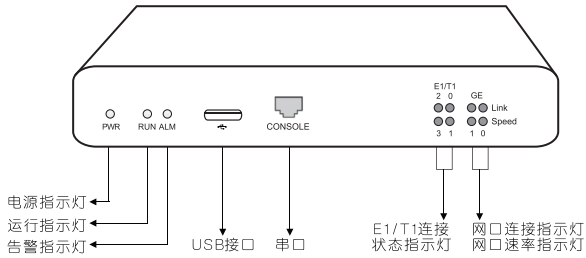 E1/T1
2 0 GE
Link
Speed
3 1 1 0
PWR RUN ALM CONSOLE
电源指示灯
运行指示灯
告警指示灯
USB接口
串口
E1/T1连接
状态指示灯
网口连接指示灯
网口速率指示灯